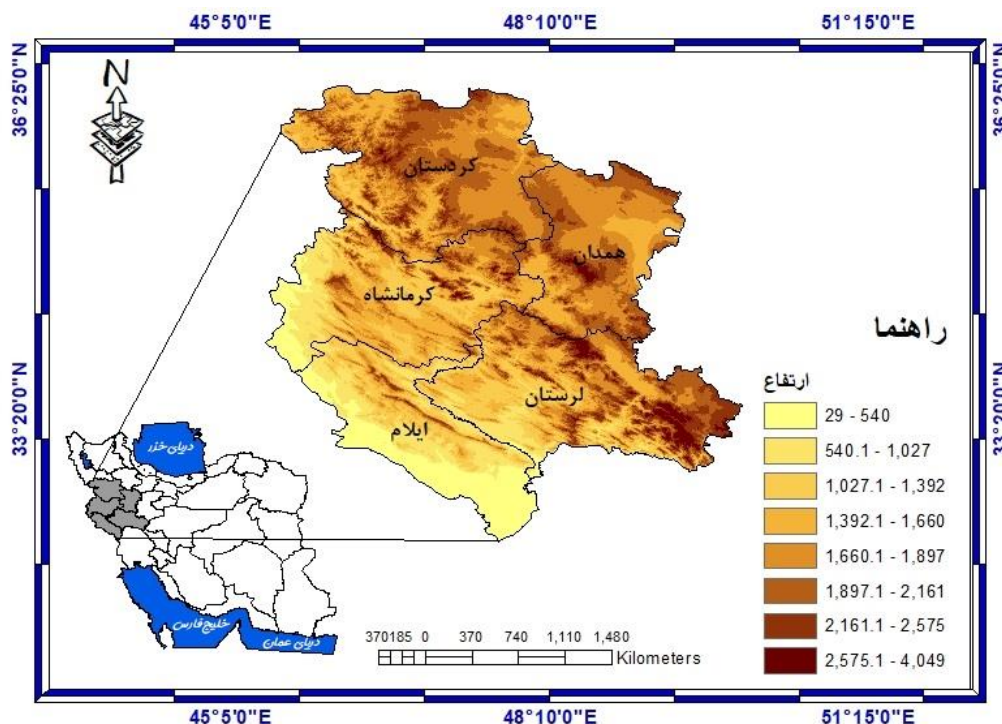 45°5'0"E 48°10'0"E 51°15'0"E
36°25'0"N 36°25'0"N
N
کردستان
همدان
کرمانشاه
لرستان
ایلام
33°20'0"N 33°20'0"N
راهنما
ارتفاع
29 - 540
540.1 - 1,027
1,027.1 - 1,392
1,392.1 - 1,660
1,660.1 - 1,897
1,897.1 - 2,161
2,161.1 - 2,575
2,575.1 - 4,049
دریای خزر
خلیج فارس
دریای عمان
370 185 0 370 740 1,110 1,480
Kilometers
45°5'0"E 48°10'0"E 51°15'0"E